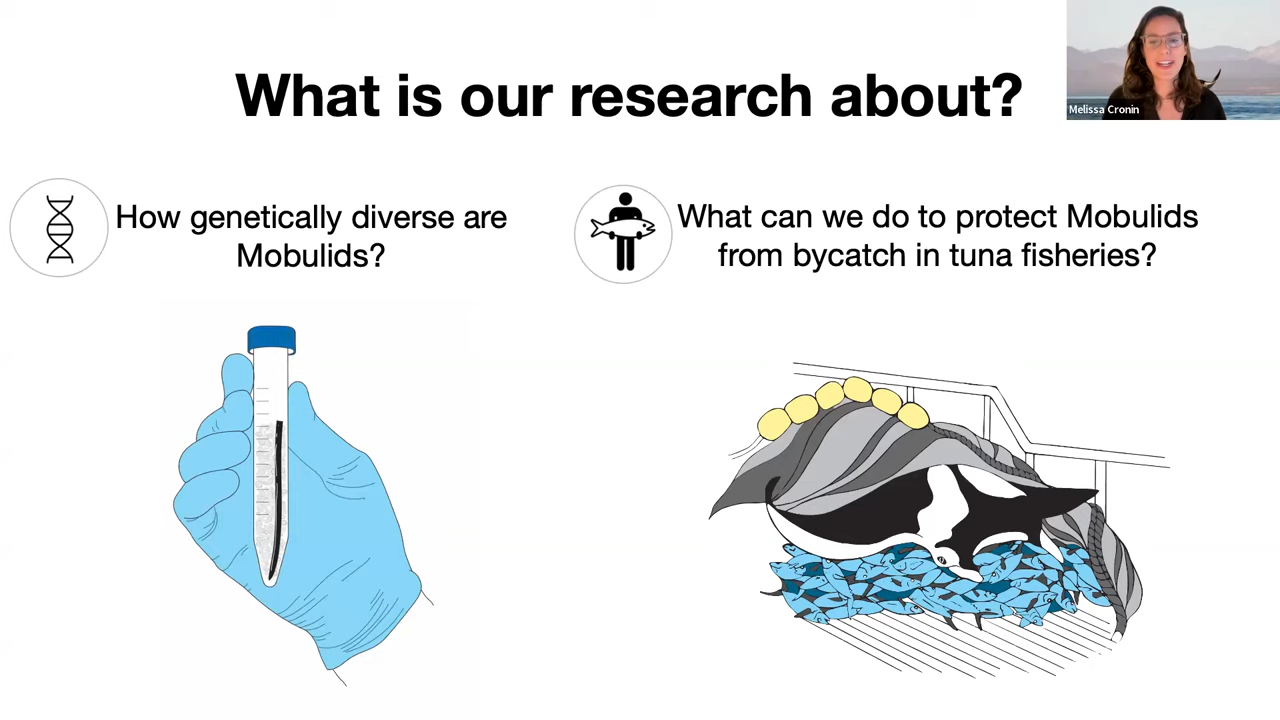 What is our research about?
Melissa Cronin
How genetically diverse are
Mobulids?
What can we do to protect Mobulids
from bycatch in tuna fisheries?